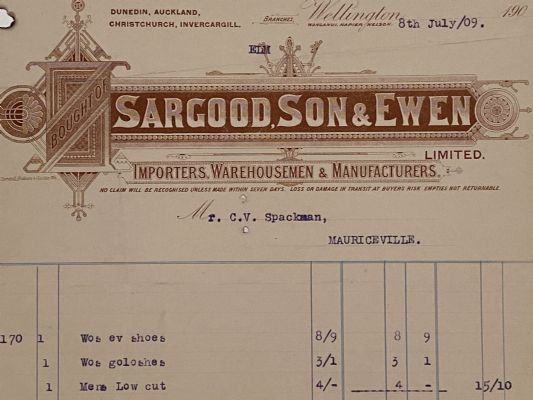 DUNEDIN, AUCKLAND,
CHRISTCHURCH, INVERCARGILL.
BRANCHES,
Wellington
190
WANGANUI, NAPIER, NELSON.
8th July/09.
ELM
BOUGHT OF
SARGOOD, SON & EWEN
LIMITED.
IMPORTERS, WAREHOUSEMEN & MANUFACTURERS.
NO CLAIM WILL BE RECOGNISED UNLESS MADE WITHIN SEVEN DAYS. LOSS OR DAMAGE IN TRANSIT AT BUYERS RISK EMPTIES NOT RETURNABLE.
Mr. C.V. Spackman,
MAURICEVILLE.
170 1 Wos ev shoes 8/9 8 9
1 Wos goloshes 3/1 3 1
1 Mens Low cut 4/- 4 - 15/10